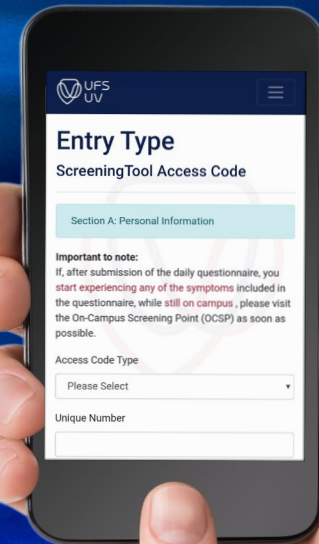 UFS
UV
Entry Type
ScreeningTool Access Code
Section A: Personal Information
Important to note:
If, after submission of the daily questionnaire, you
start experiencing any of the symptoms included in
the questionnaire, while still on campus , please visit
the On-Campus Screening Point (OCSP) as soon as
possible.
Access Code Type
Please Select
Unique Number